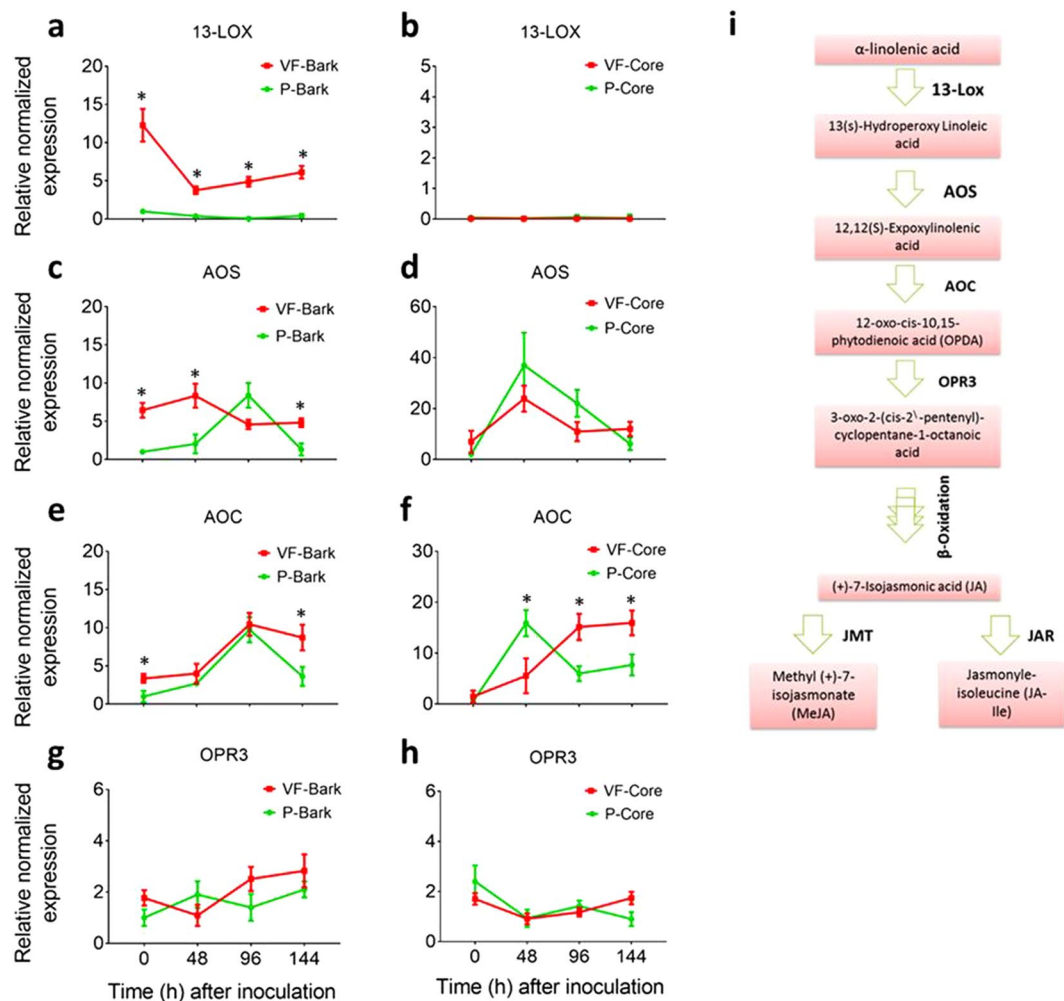 a
13-LOX
Relative normalized
expression
20
15
10
5
0
VF-Bark
P-Bark
*
*
*
*
b
13-LOX
5
4
3
2
1
0
VF-Core
P-Core
c
AOS
Relative normalized
expression
20
15
10
5
0
VF-Bark
P-Bark
*
*
*
d
AOS
60
40
20
0
VF-Core
P-Core
e
AOC
Relative normalized
expression
20
15
10
5
0
VF-Bark
P-Bark
*
*
f
AOC
30
20
10
0
VF-Core
P-Core
*
*
*
g
OPR3
Relative normalized
expression
6
4
2
0
VF-Bark
P-Bark
0 48 96 144
Time (h) after inoculation
h
OPR3
6
4
2
0
VF-Core
P-Core
0 48 96 144
Time (h) after inoculation
i
α-linolenic acid
13-Lox
13(s)-Hydroperoxy Linoleic
acid
AOS
12,12(S)-Expoxylinolenic
acid
AOC
12-oxo-cis-10,15-
phytodienoic acid (OPDA)
OPR3
3-oxo-2-(cis-2\-pentenyl)-
cyclopentane-1-octanoic
acid
β-Oxidation
(+)-7-Isojasmonic acid (JA)
JMT
JAR
Methyl (+)-7-
isojasmonate
(MeJA)
Jasmonyle-
isoleucine (JA-
Ile)